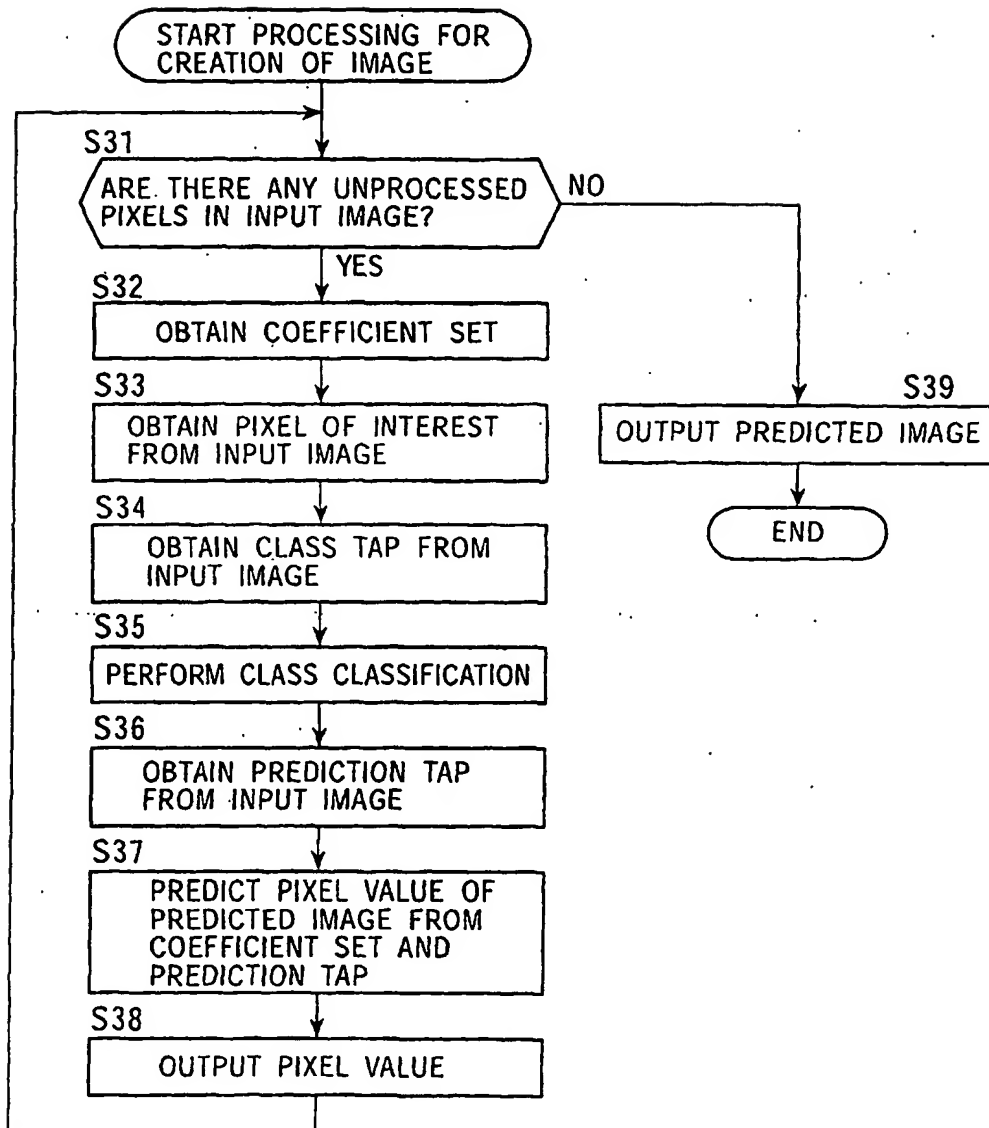 START PROCESSING FOR
CREATION OF IMAGE
S31
ARE THERE ANY UNPROCESSED
PIXELS IN INPUT IMAGE?
NO
YES
S32
OBTAIN COEFFICIENT SET
S33
OBTAIN PIXEL OF INTEREST
FROM INPUT IMAGE
S39
OUTPUT PREDICTED IMAGE
END
S34
OBTAIN CLASS TAP FROM
INPUT IMAGE
S35
PERFORM CLASS CLASSIFICATION
S36
OBTAIN PREDICTION TAP
FROM INPUT IMAGE
S37
PREDICT PIXEL VALUE OF
PREDICTED IMAGE FROM
COEFFICIENT SET AND
PREDICTION TAP
S38
OUTPUT PIXEL VALUE